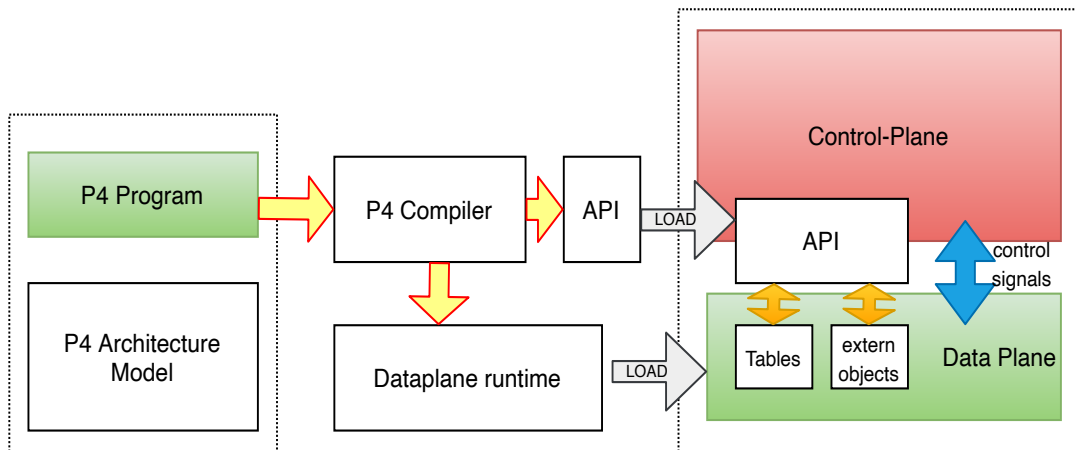 Control-Plane
P4 Program
P4 Compiler
API
LOAD
API
control
signals
P4 Architecture
Model
Dataplane runtime
LOAD
Tables
extern
objects
Data Plane